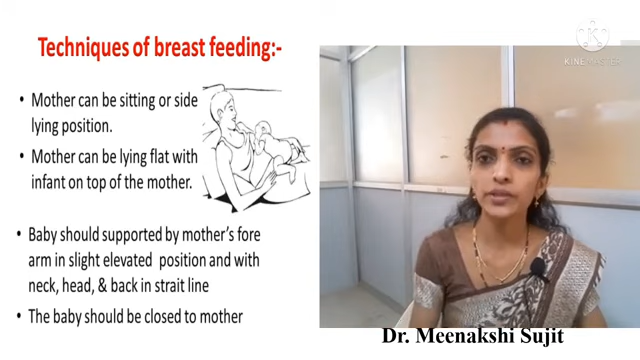 Techniques of breast feeding:-
• Mother can be sitting or side
lying position.
• Mother can be lying flat with
infant on top of the mother.
• Baby should supported by mother's fore
arm in slight elevated position and with
neck, head, & back in strait line
• The baby should be closed to mother
KINEMASTER
Dr. Meenakshi Sujit